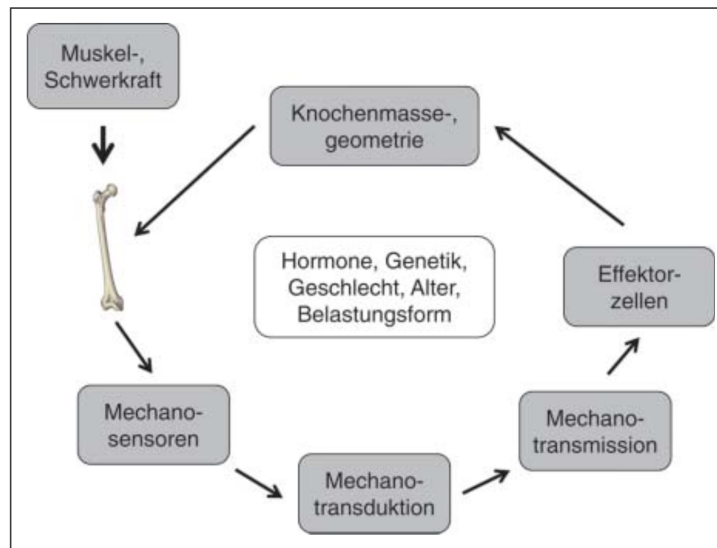 Muskel-,
Schwerkraft
Knochenmasse-,
geometrie
Hormone, Genetik,
Geschlecht, Alter,
Belastungsform
Effektor-
zellen
Mechano-
sensoren
Mechano-
transmission
Mechano-
transduktion